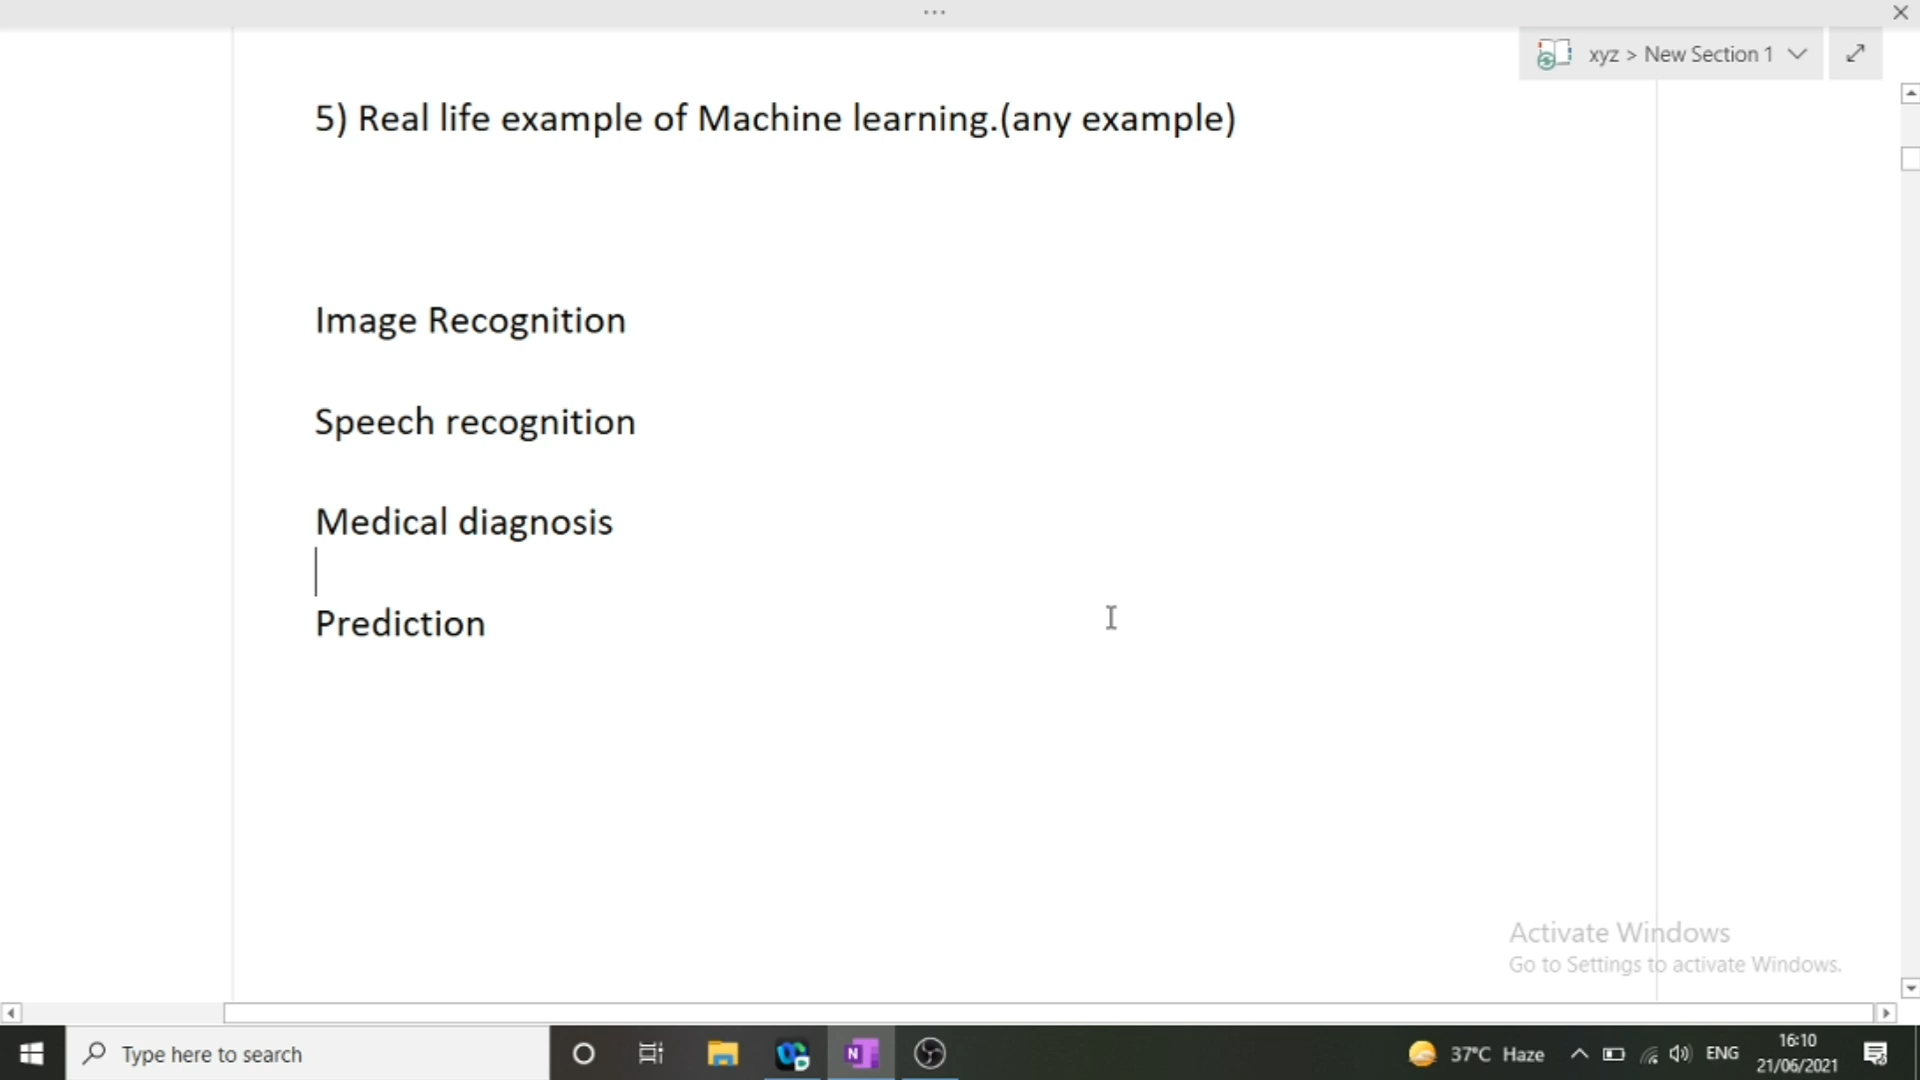 xyz > New Section 1
5) Real life example of Machine learning.(any example)
Image Recognition
Speech recognition
Medical diagnosis
Prediction
Activate Windows
Go to Settings to activate Windows.
Type here to search
N
37°C Haze
ENG
16:10
21/06/2021